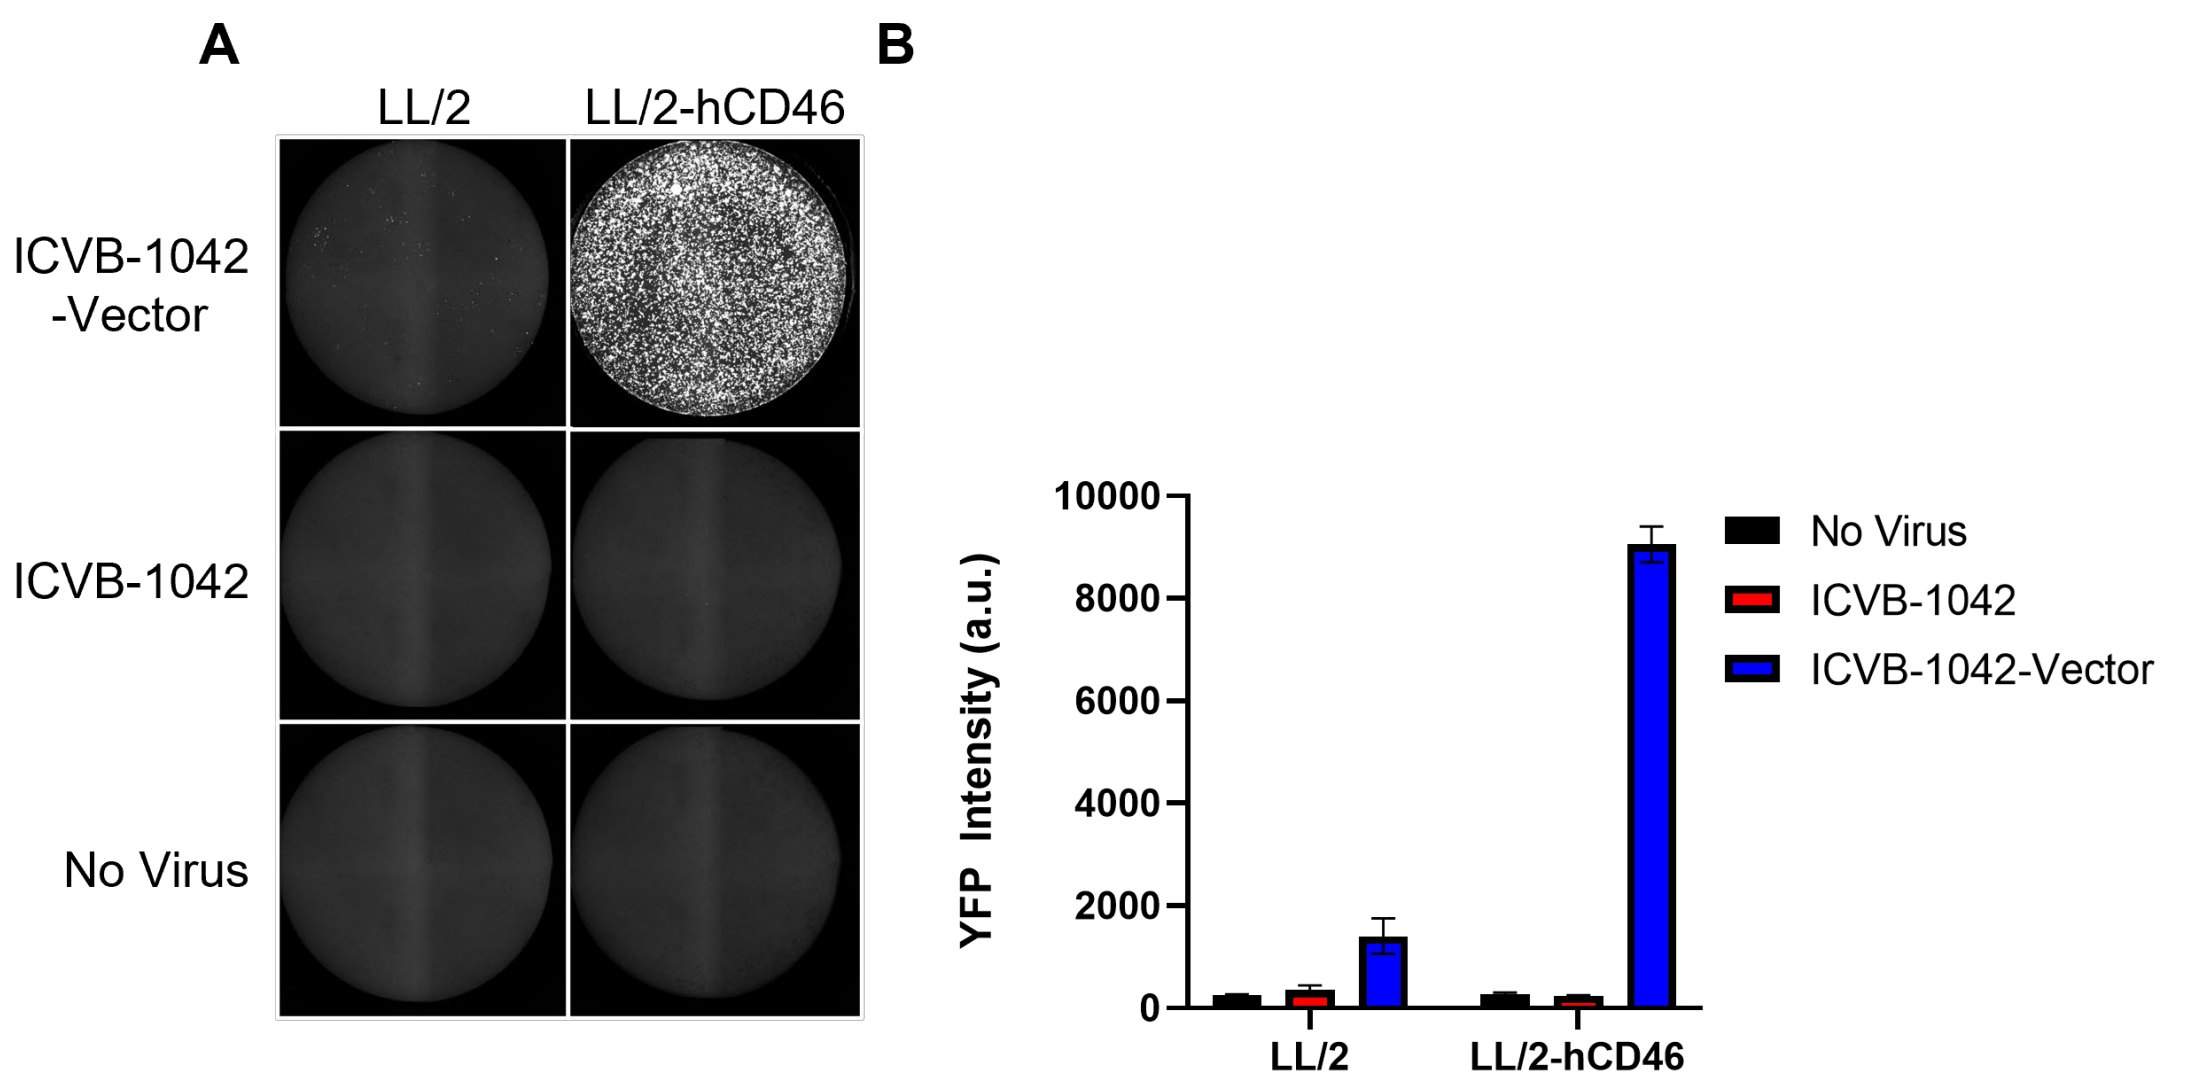 A
B
LL/2
LL/2-hCD46
ICVB-1042
-Vector
ICVB-1042
No Virus
YFP Intensity (a.u.)
10000
8000
6000
4000
2000
0
LL/2
LL/2-hCD46
No Virus
ICVB-1042
ICVB-1042-Vector